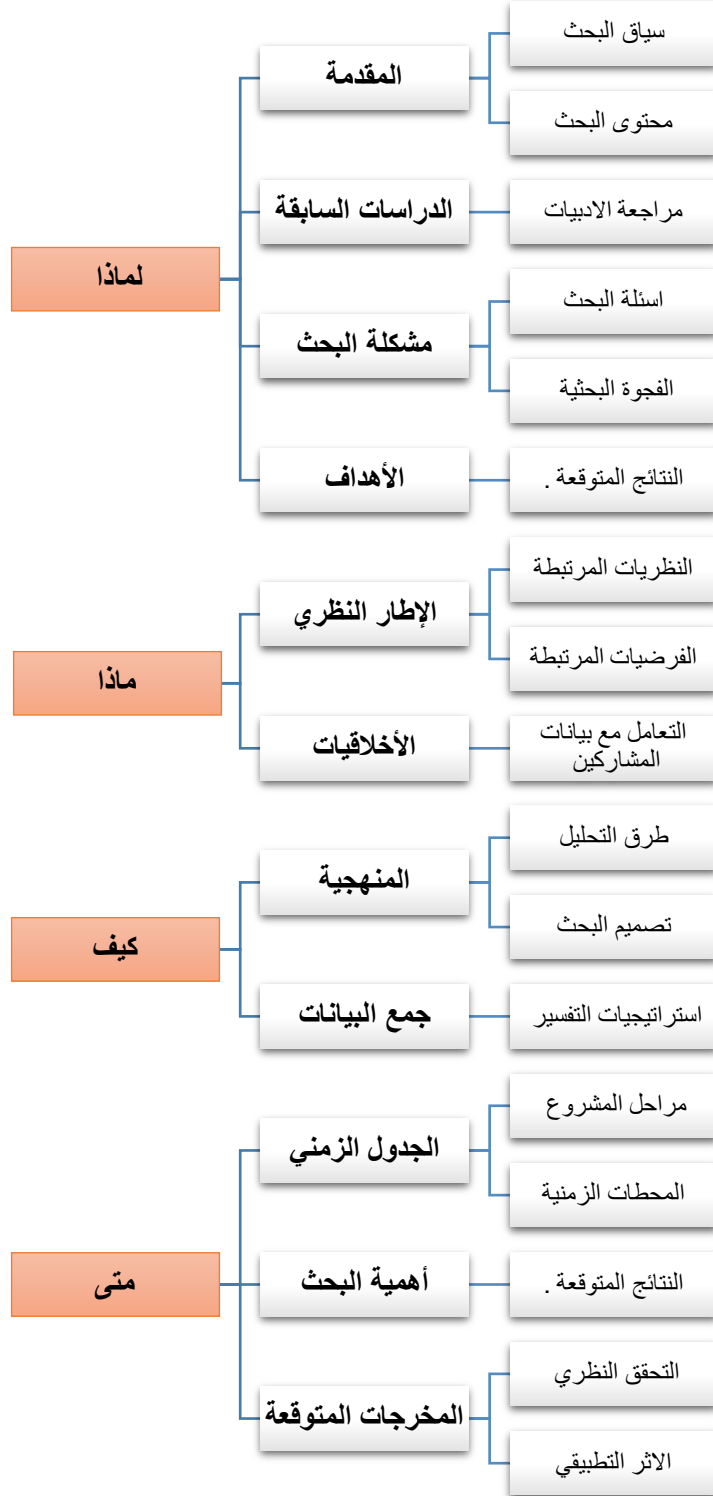 لماذا
المقدمة
سياق البحث
محتوى البحث
الدراسات السابقة
مراجعة الادبيات
مشكلة البحث
اسئلة البحث
الفجوة البحثية
الأهداف
النتائج المتوقعة .
ماذا
الإطار النظري
النظريات المرتبطة
الفرضيات المرتبطة
الأخلاقيات
التعامل مع بيانات
المشاركين
كيف
المنهجية
طرق التحليل
تصميم البحث
جمع البيانات
استراتيجيات التفسير
متى
الجدول الزمني
مراحل المشروع
المحطات الزمنية
أهمية البحث
النتائج المتوقعة .
المخرجات المتوقعة
التحقق النظري
الاثر التطبيقي